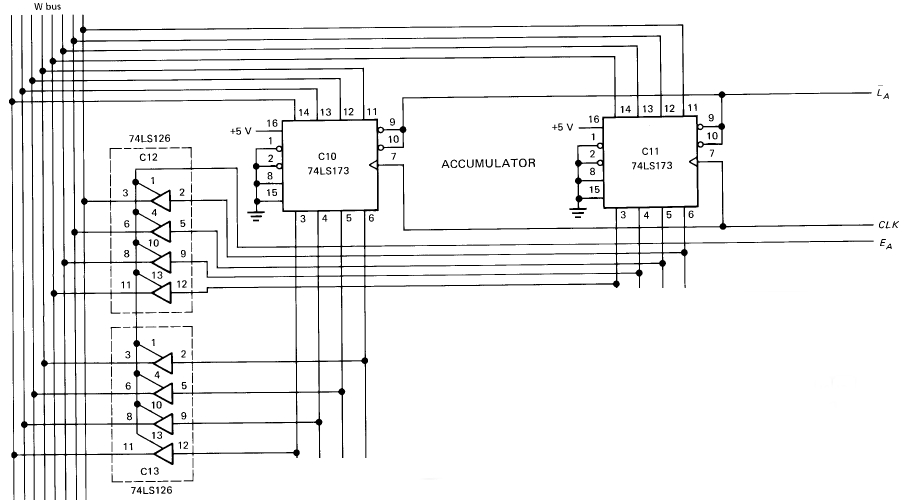 W bus
14 13 12 11
14 13 12 11
+5 V 16
1
2
8
15
C10
74LS173
9
10
7
ACCUMULATOR
+5 V 16
1
2
8
15
C11
74LS173
9
10
7
L̅A
CLK
EA
3 4 5 6
3 4 5 6
74LS126
C12
1
3 2
4
6 5
10
8 9
13
11 12
1
3 2
4
6 5
10
8 9
13
11 12
C13
74LS126